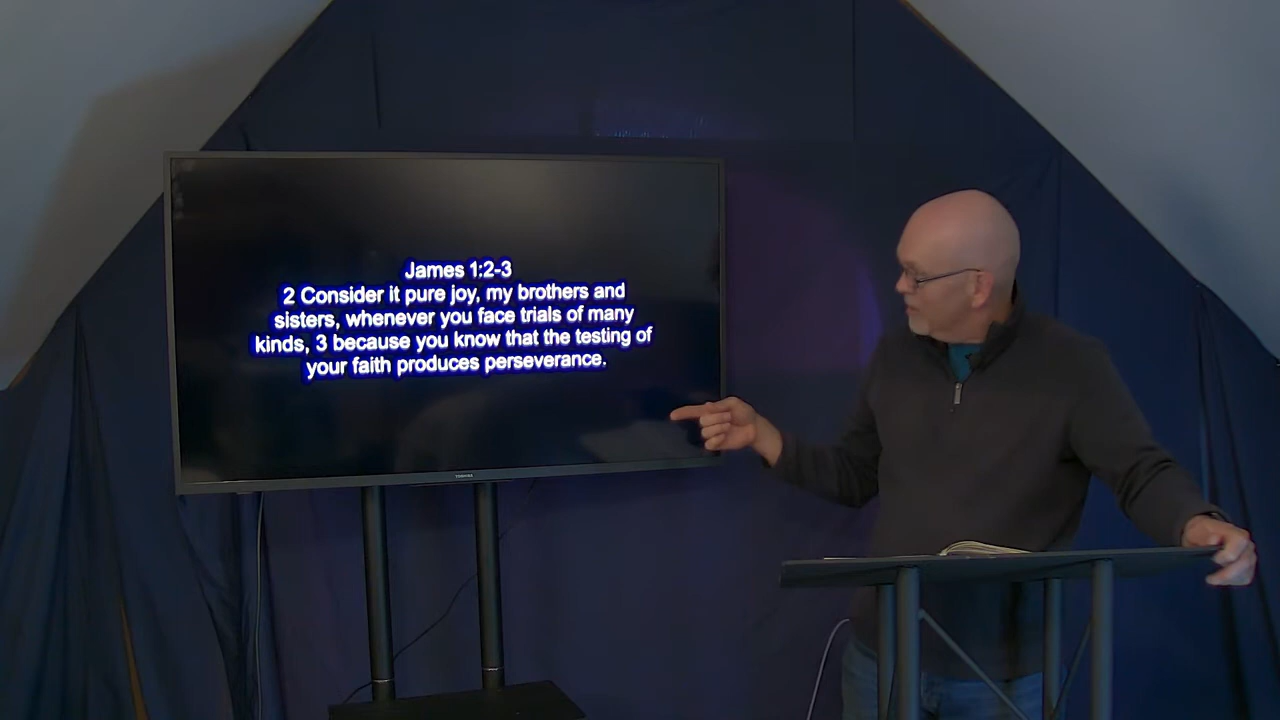 James 1:2-3
2 Consider it pure joy, my brothers and
sisters, whenever you face trials of many
kinds, 3 because you know that the testing of
your faith produces perseverance.
TOSHIBA